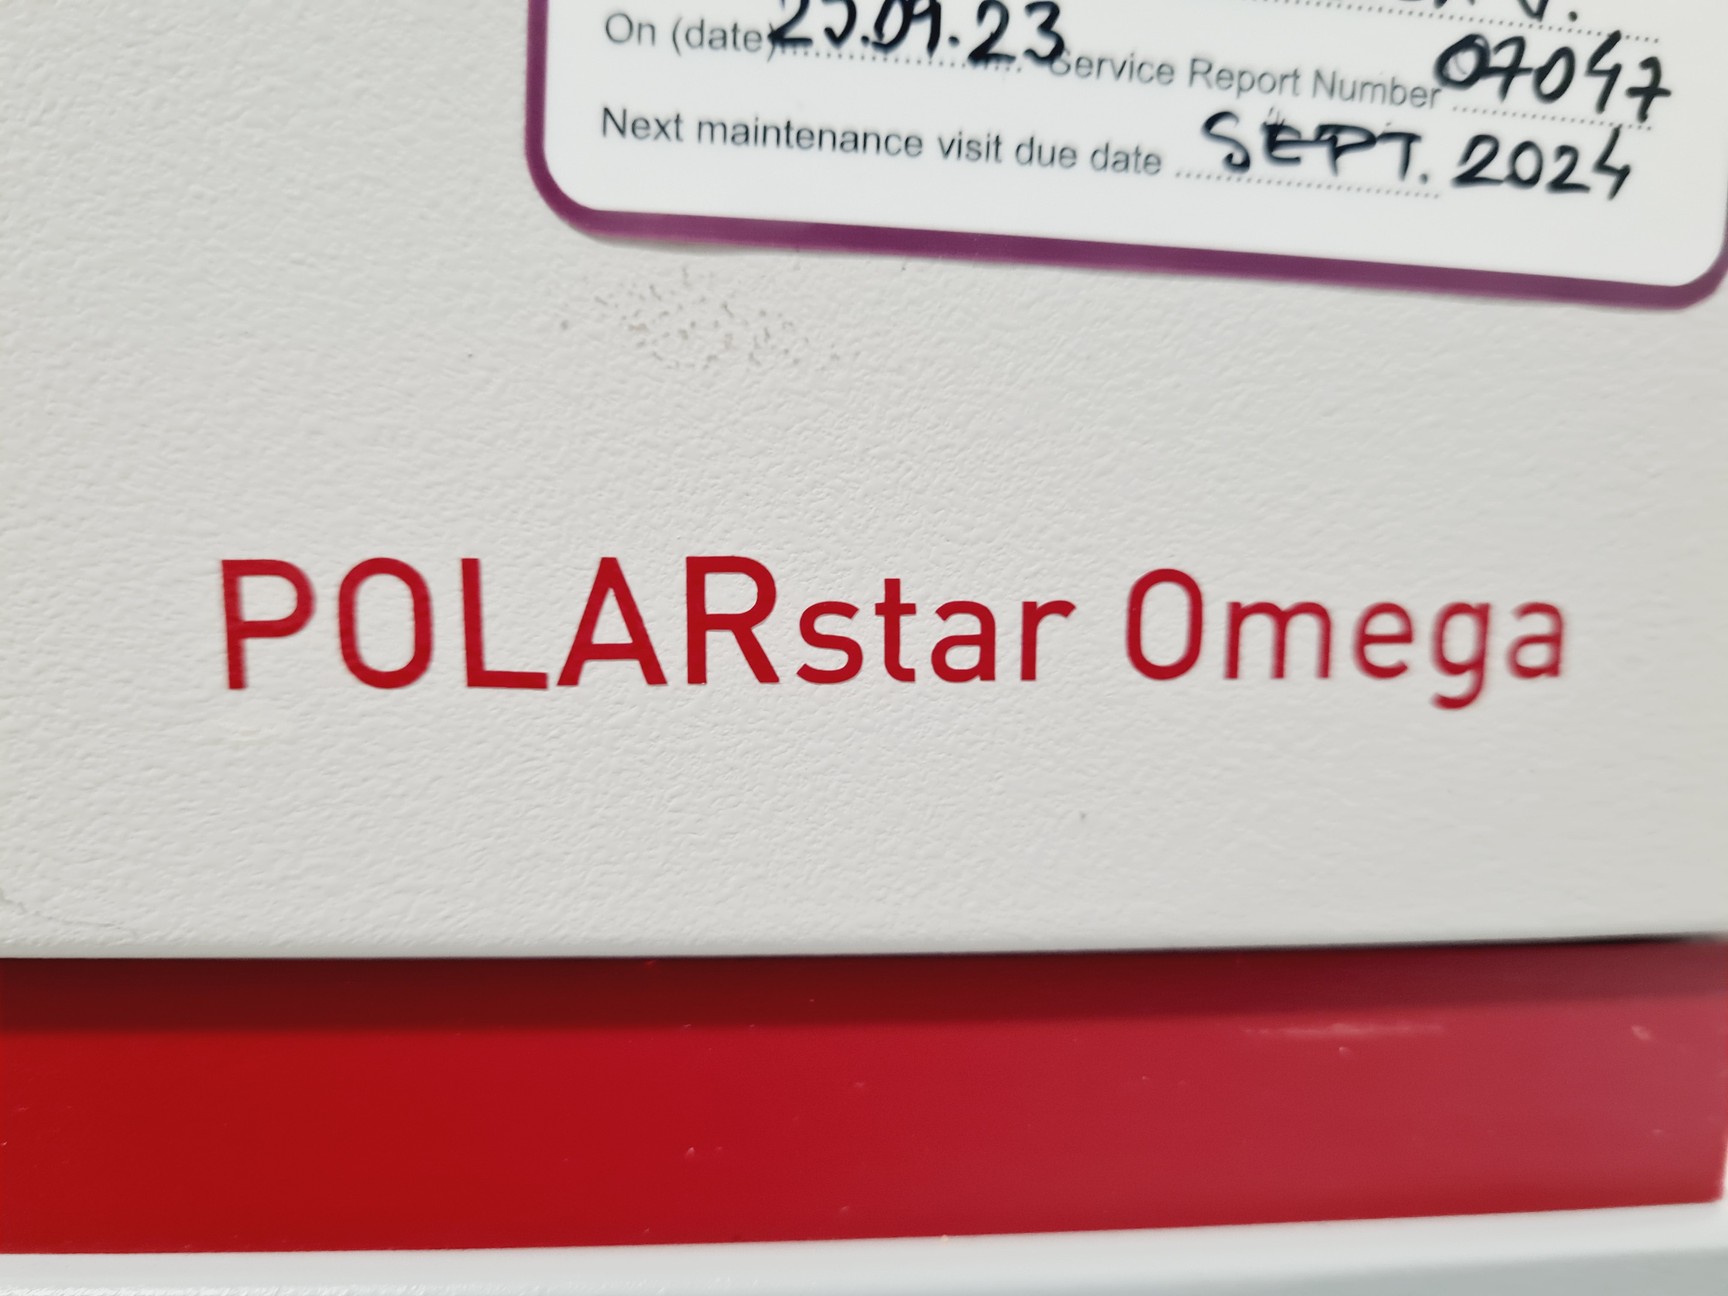 On (date) 25.09.23 Service Report Number 07047
Next maintenance visit due date SEPT. 2024
POLARstar Omega